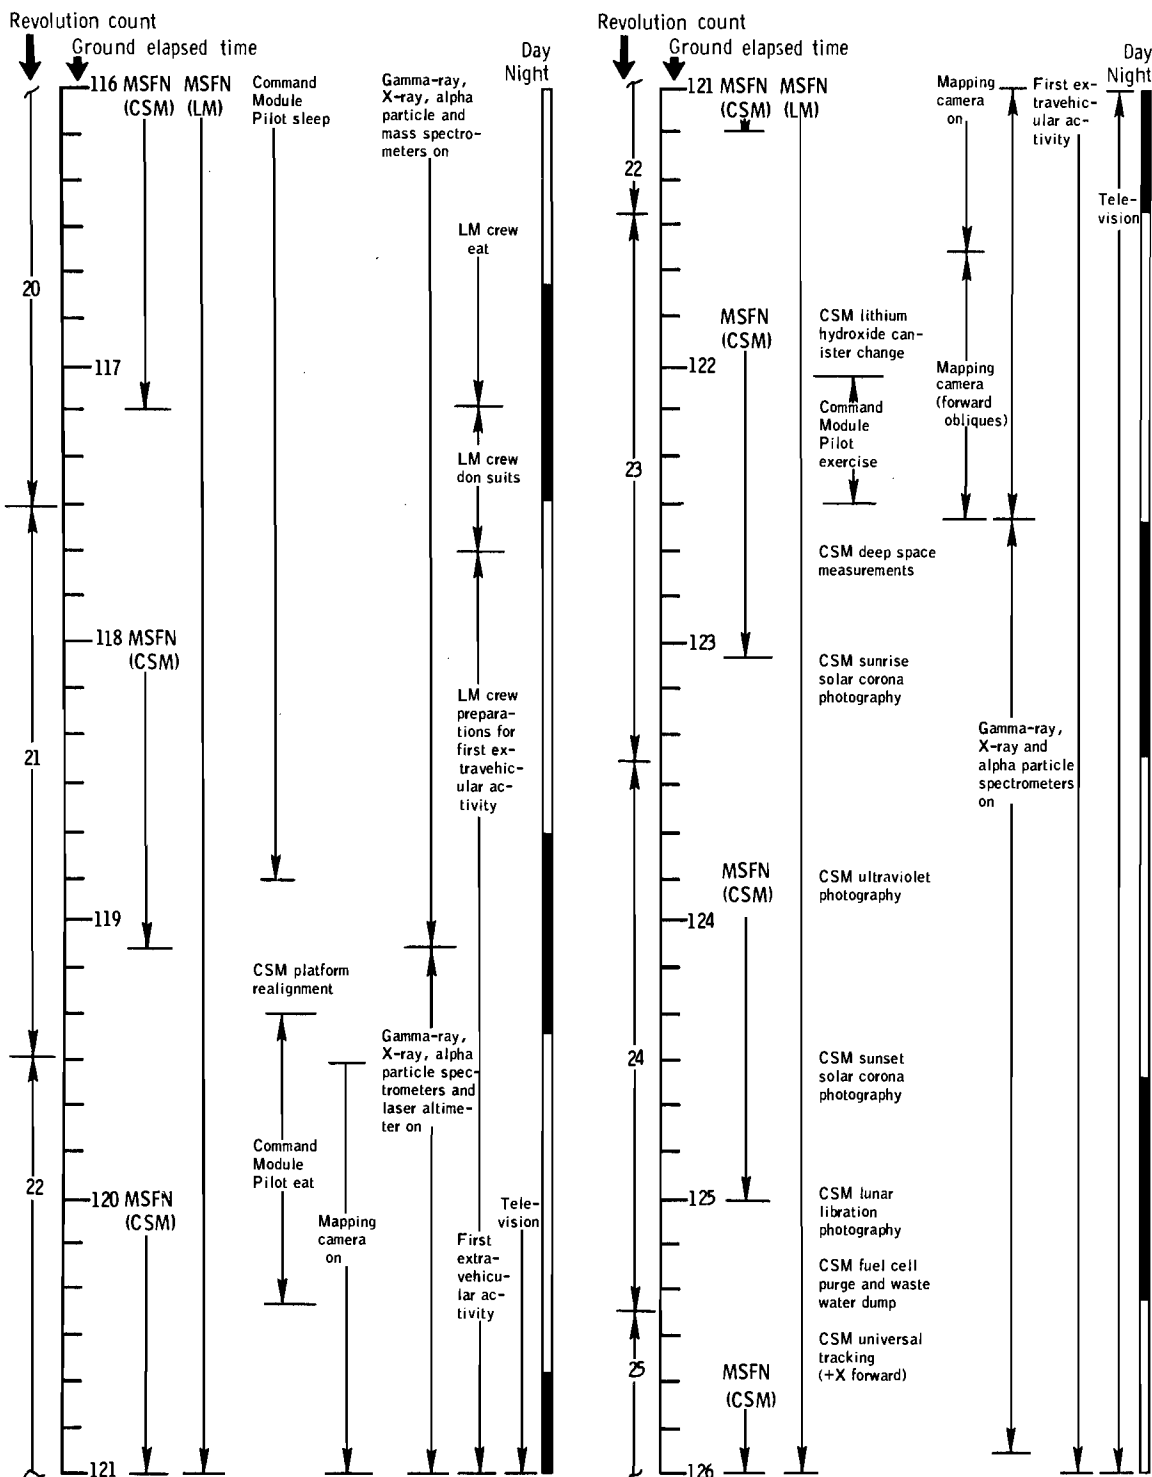 Revolution count
Ground elapsed time
Day
Night
116 MSFN
(CSM)
MSFN
(LM)
Command
Module
Pilot sleep
Gamma-ray,
X-ray, alpha
particle and
mass spectro-
meters on
LM crew
eat
20
117
LM crew
don suits
118 MSFN
(CSM)
LM crew
prepara-
tions for
first ex-
travehic-
ular ac-
tivity
21
119
CSM platform
realignment
Gamma-ray,
X-ray, alpha
particle spec-
trometers and
laser altime-
ter on
Command
Module
Pilot eat
22
120 MSFN
(CSM)
Mapping
camera
on
First
extra-
vehicu-
lar ac-
tivity
Tele-
vision
121
Revolution count
Ground elapsed time
Day
Night
121 MSFN
(CSM)
MSFN
(LM)
Mapping
camera
on
First ex-
travehic-
ular ac-
tivity
22
Tele-
vision
MSFN
(CSM)
CSM lithium
hydroxide can-
ister change
122
Mapping
camera
(forward
obliques)
Command
Module
Pilot
exercise
23
CSM deep space
measurements
123
CSM sunrise
solar corona
photography
Gamma-ray,
X-ray and
alpha particle
spectrometers
on
MSFN
(CSM)
CSM ultraviolet
photography
124
24
CSM sunset
solar corona
photography
125
CSM lunar
libration
photography
CSM fuel cell
purge and waste
water dump
CSM universal
tracking
(+X forward)
25
MSFN
(CSM)
126